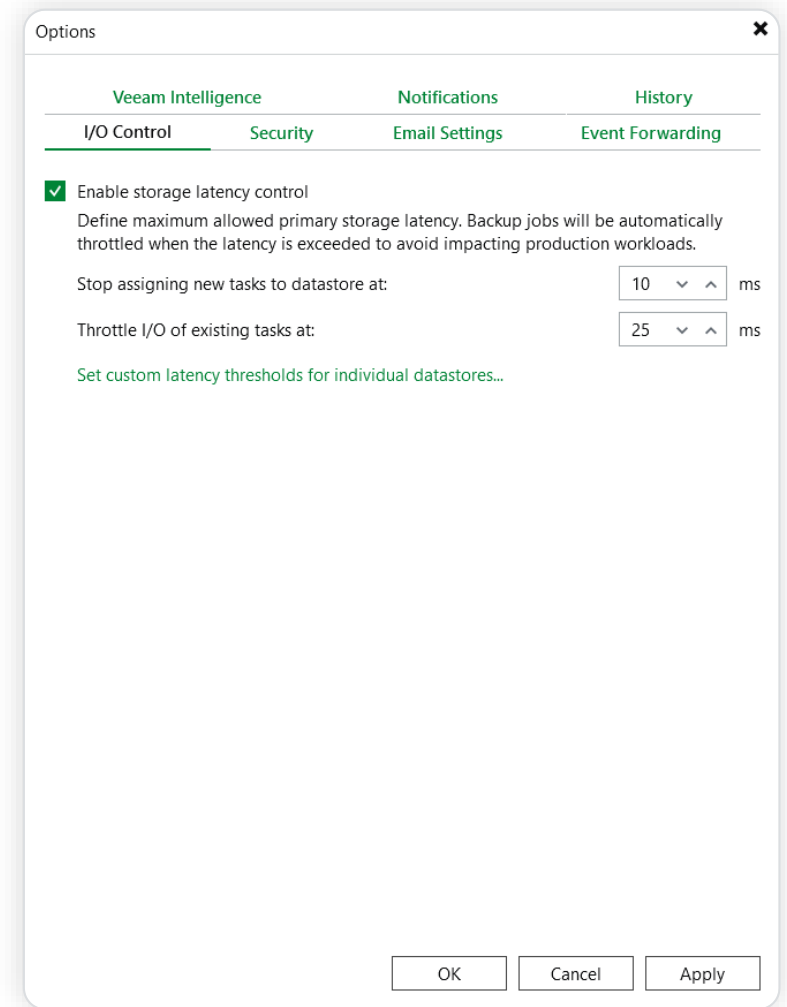 Options
Veeam Intelligence Notifications History
I/O Control Security Email Settings Event Forwarding
Enable storage latency control
Define maximum allowed primary storage latency. Backup jobs will be automatically
throttled when the latency is exceeded to avoid impacting production workloads.
Stop assigning new tasks to datastore at: 10 ms
Throttle I/O of existing tasks at: 25 ms
Set custom latency thresholds for individual datastores...
OK Cancel Apply